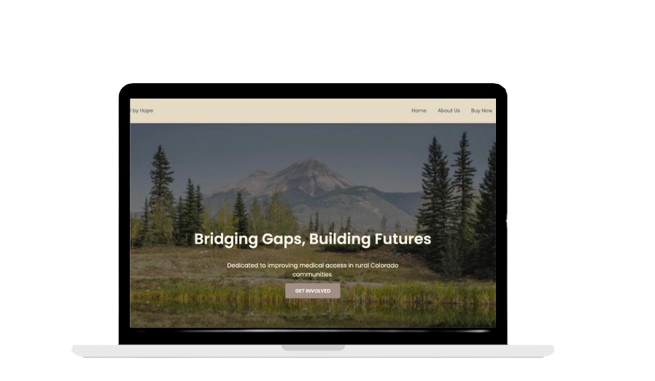 by Hope
Home
About Us
Buy Now
Bridging Gaps, Building Futures
Dedicated to improving medical access in rural Colorado
communities.
GET INVOLVED